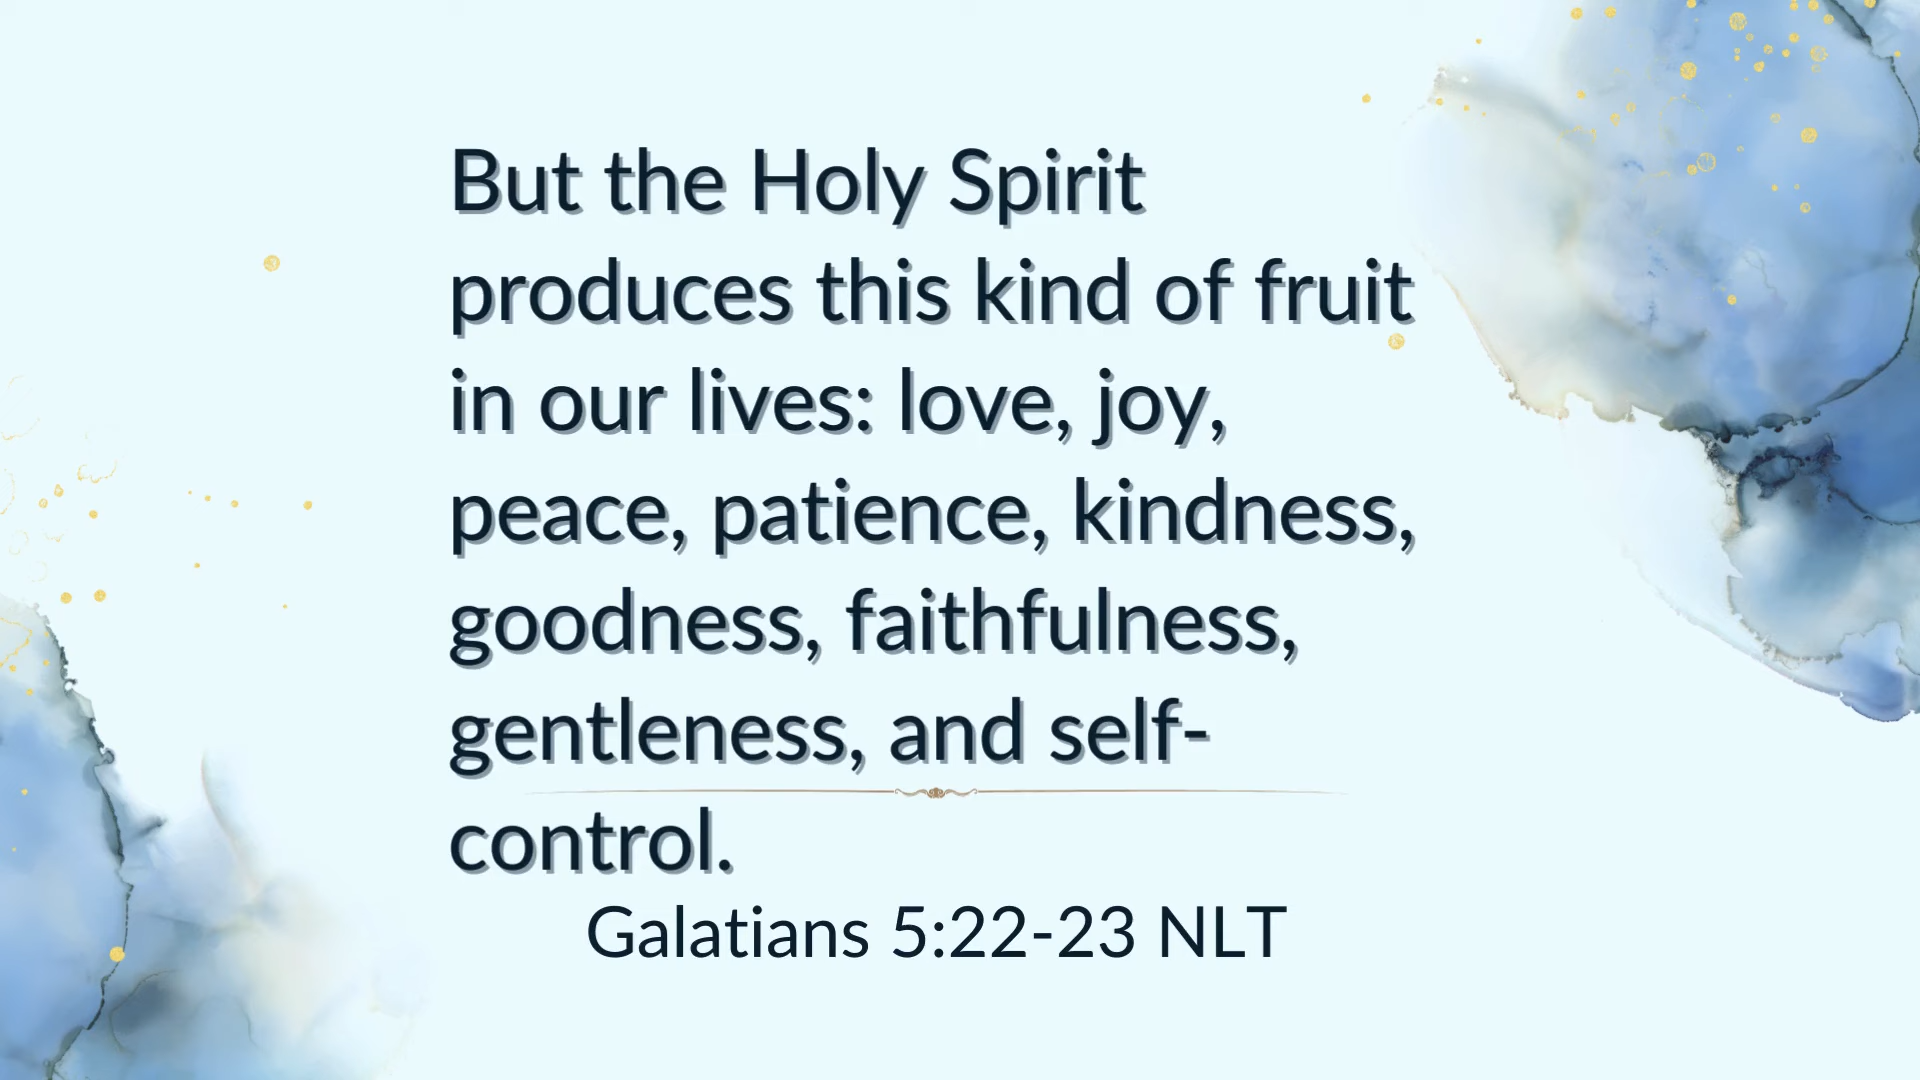 But the Holy Spirit
produces this kind of fruit
in our lives: love, joy,
peace, patience, kindness,
goodness, faithfulness,
gentleness, and self-
control.
Galatians 5:22-23 NLT